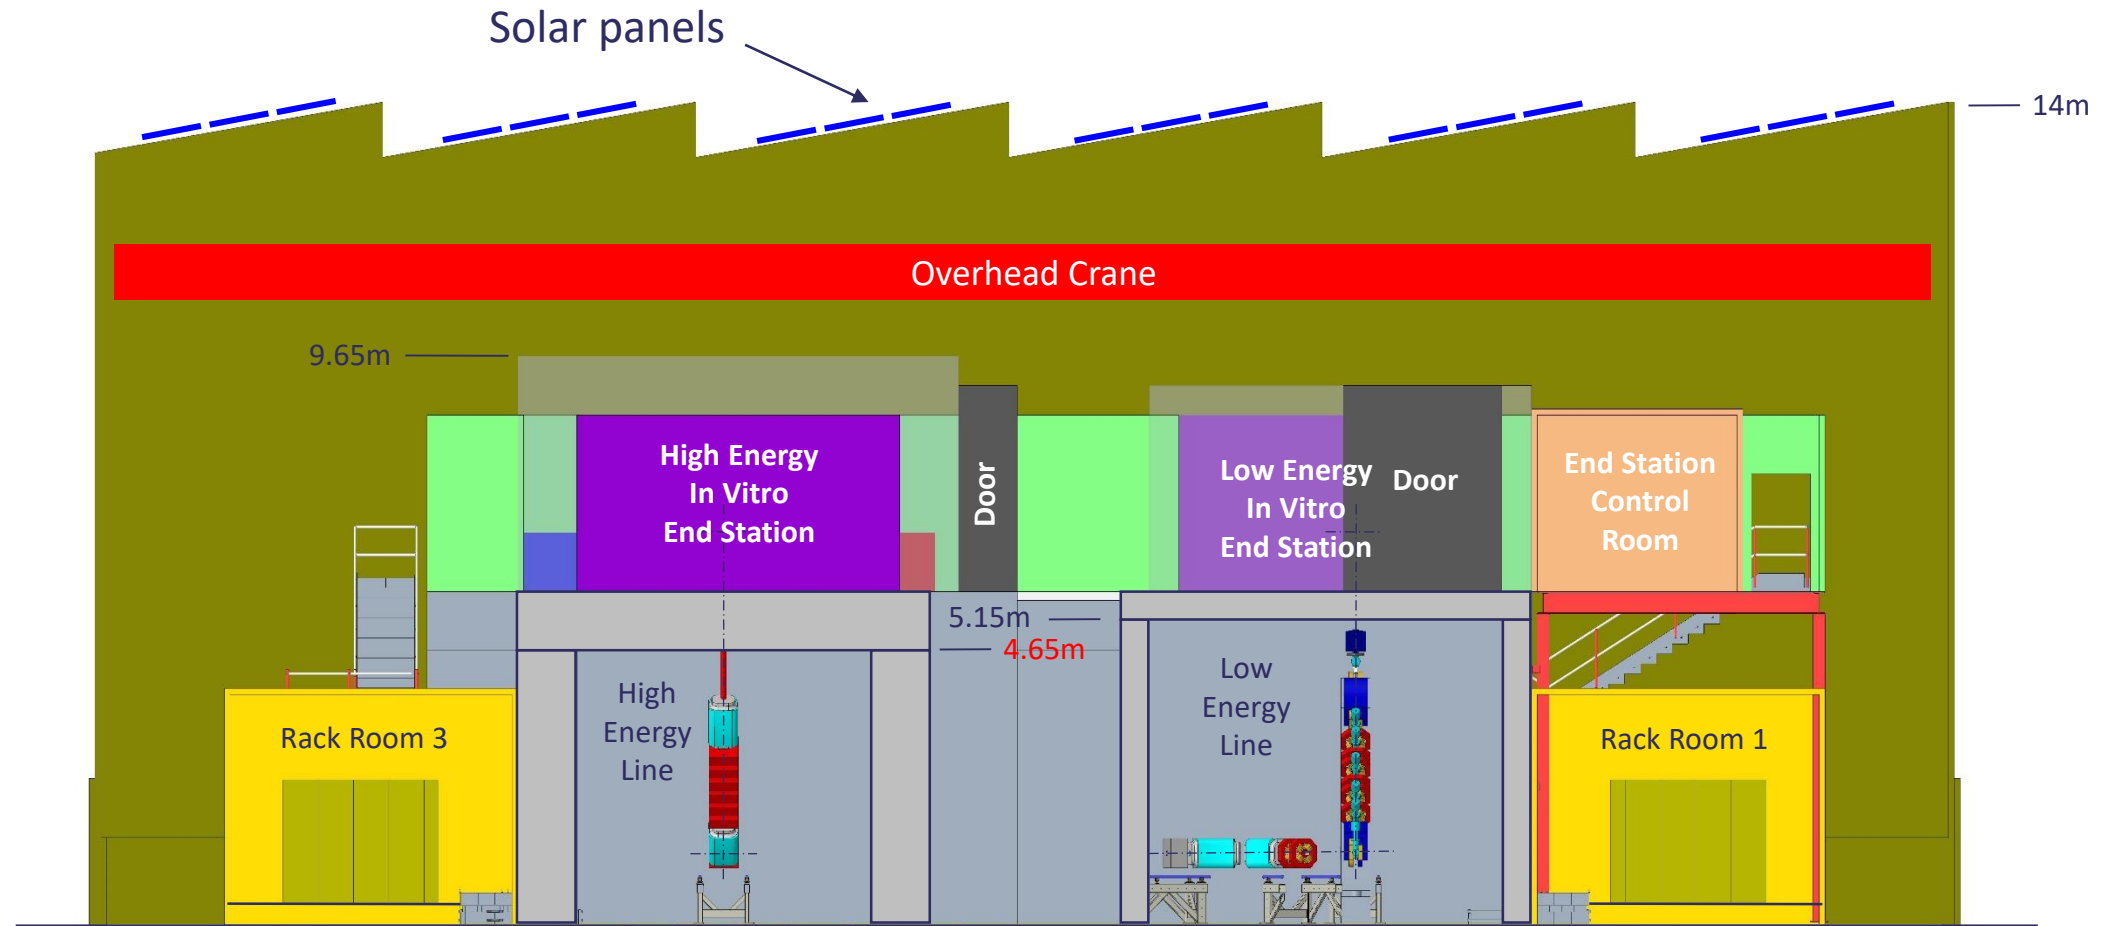 Solar panels
14m
Overhead Crane
9.65m
High Energy
In Vitro
End Station
Door
Low Energy
In Vitro
End Station
Door
End Station
Control
Room
5.15m
4.65m
High
Energy
Line
Low
Energy
Line
Rack Room 3
Rack Room 1